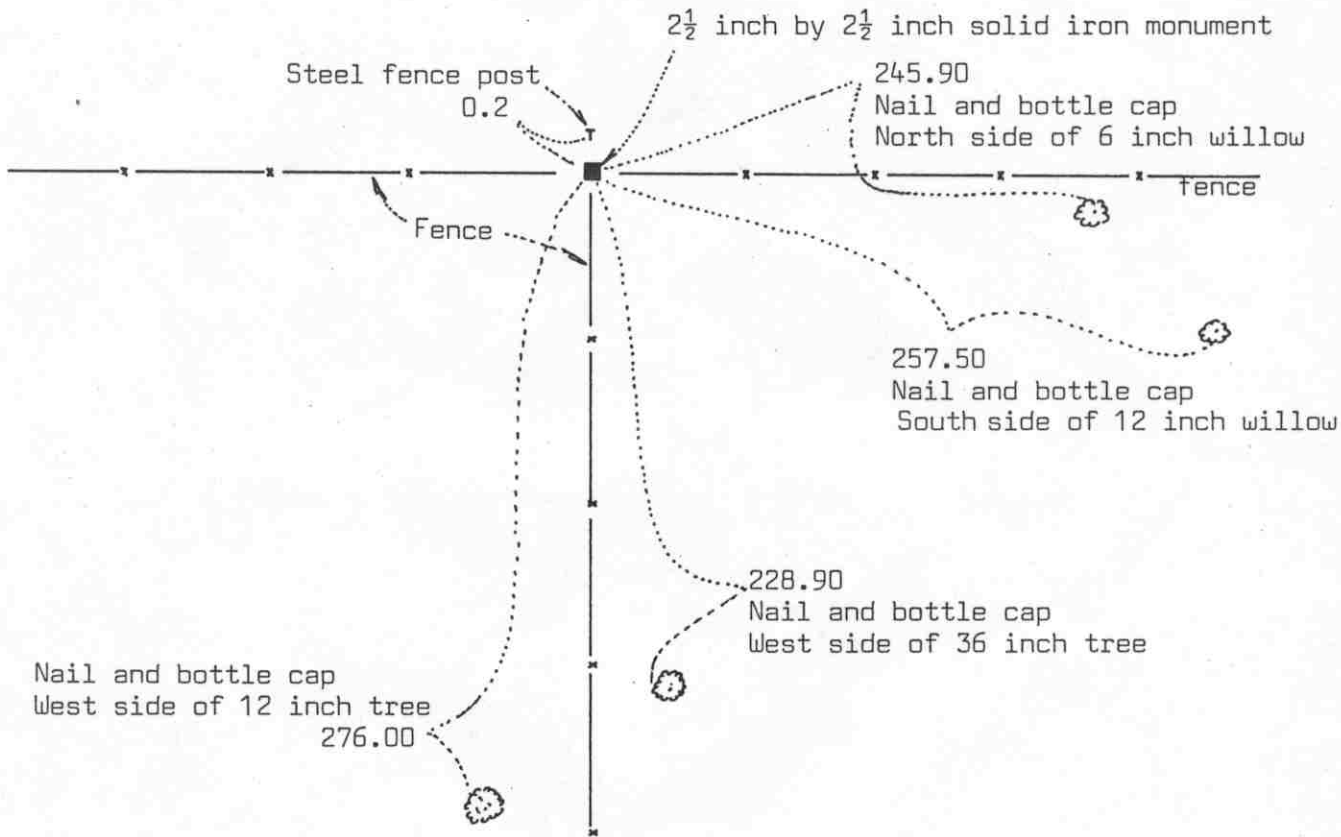 2½ inch by 2½ inch solid iron monument
Steel fence post
0.2
T
245.90
Nail and bottle cap
North side of 6 inch willow
fence
Fence
257.50
Nail and bottle cap
South side of 12 inch willow
228.90
Nail and bottle cap
West side of 36 inch tree
Nail and bottle cap
West side of 12 inch tree
276.00